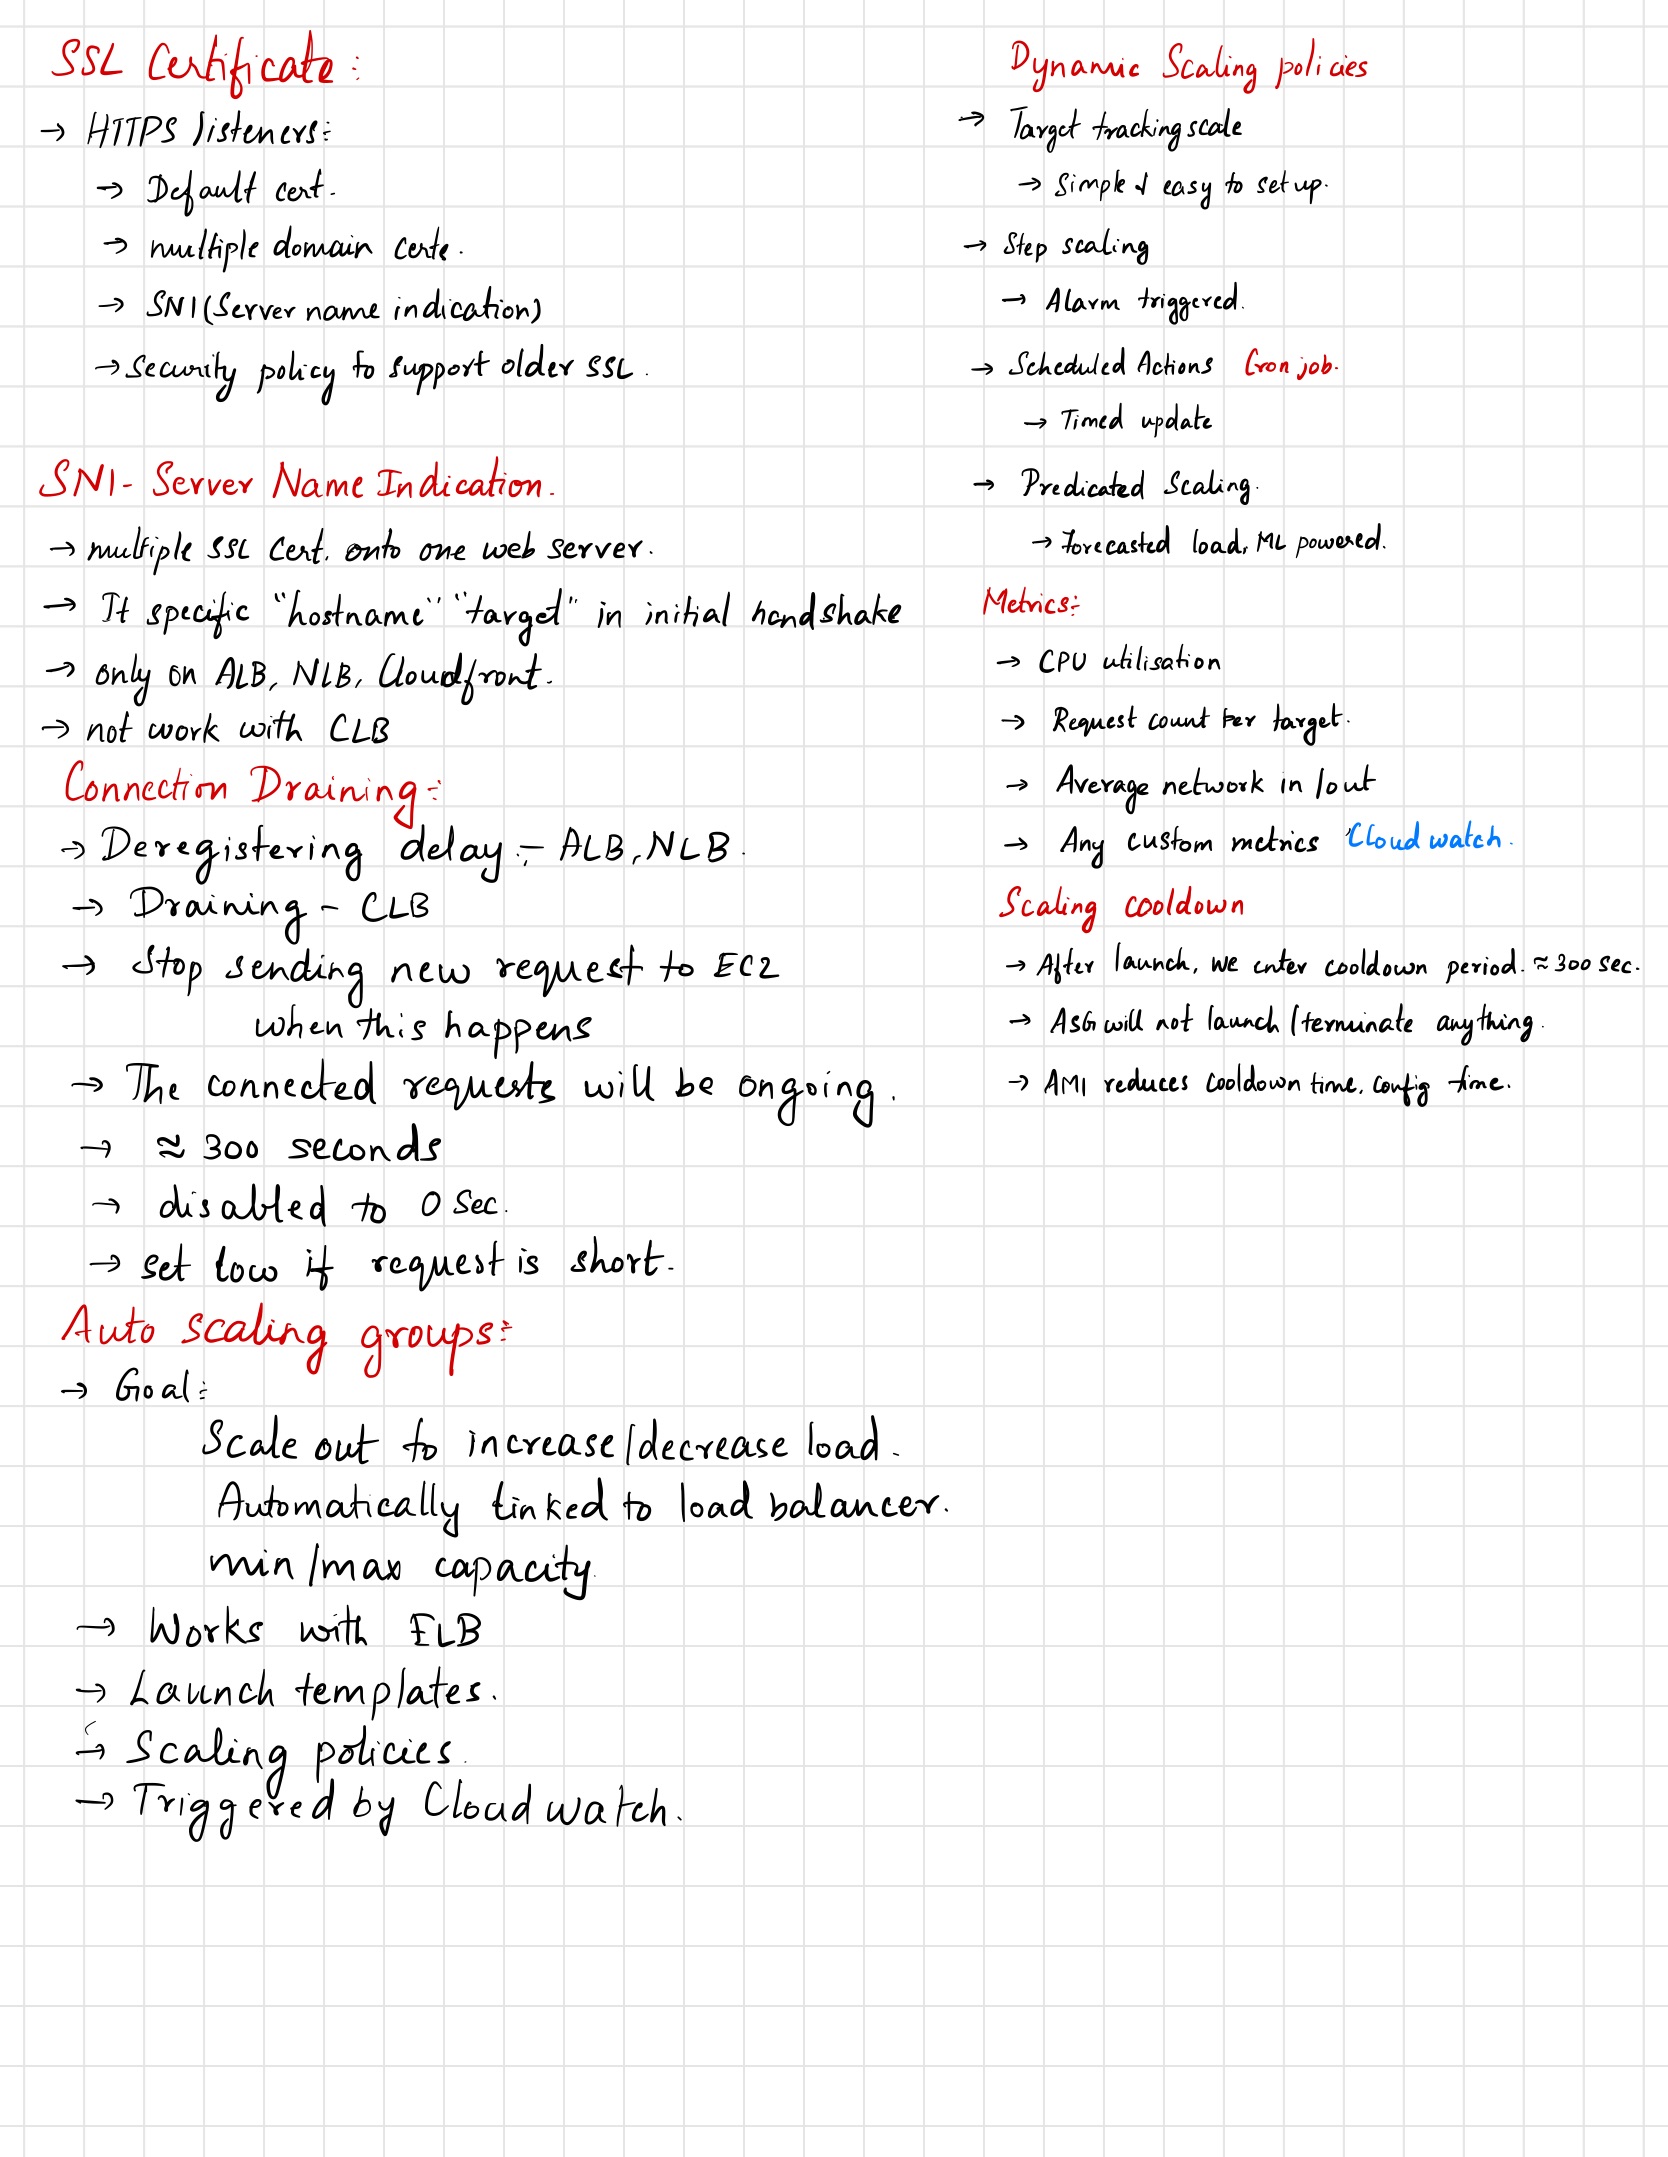 SSL Certificate:
→ HTTPS listeners:
→ Default cert.
→ multiple domain certs.
→ SNI (Server name indication)
→ Security policy to support older SSL.
SNI - Server Name Indication.
→ multiple SSL Cert. onto one web server.
→ It specific "hostname" "target" in initial handshake
→ only on ALB, NLB, Cloudfront.
→ not work with CLB
Connection Draining:-
→ Deregistering delay:- ALB, NLB.
→ Draining - CLB
→ Stop sending new request to EC2
when this happens
→ The connected requests will be ongoing.
→ ≈ 300 seconds
→ disabled to 0 Sec.
→ set low if request is short.
Auto scaling groups:-
→ Goal:-
Scale out to increase/decrease load.
Automatically linked to load balancer.
min/max capacity.
→ Works with ELB
→ Launch templates.
→ Scaling policies.
→ Triggered by Cloud watch.
Dynamic Scaling policies
→ Target tracking scale
→ Simple & easy to set up.
→ Step scaling
→ Alarm triggered.
→ Scheduled Actions Cron job.
→ Timed update
→ Predicated Scaling.
→ Forecasted load, ML powered.
Metrics:-
→ CPU utilisation
→ Request count Per target.
→ Average network in/out
→ Any custom metrics Cloud watch.
Scaling cooldown
→ After launch, we enter cooldown period. ≈ 300 sec.
→ ASG will not launch/terminate anything.
→ AMI reduces cooldown time, config time.